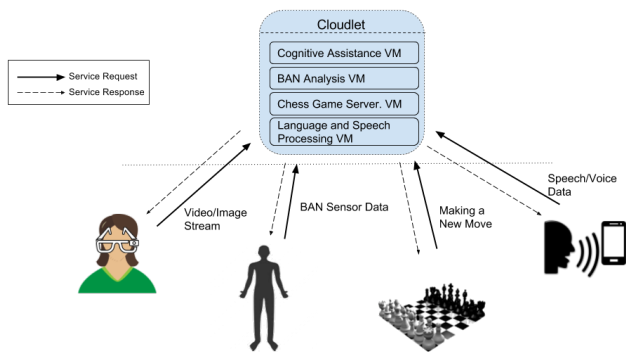 Cloudlet
Cognitive Assistance VM
BAN Analysis VM
Chess Game Server. VM
Language and Speech
Processing VM
Service Request
Service Response
Video/Image
Stream
BAN Sensor Data
Making a
New Move
Speech/Voice
Data